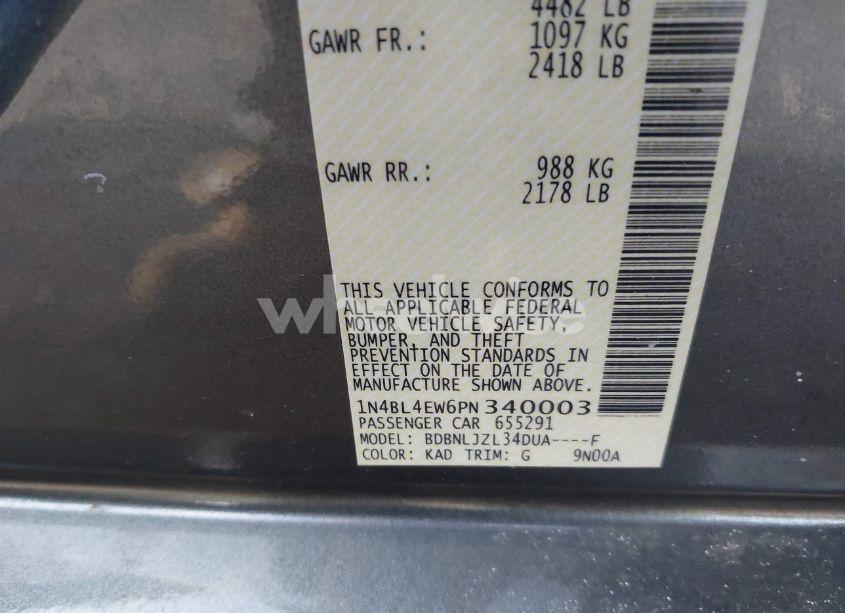 4482 LB
GAWR FR.: 1097 KG
2418 LB
GAWR RR.: 988 KG
2178 LB
THIS VEHICLE CONFORMS TO
ALL APPLICABLE FEDERAL
MOTOR VEHICLE SAFETY,
BUMPER, AND THEFT
PREVENTION STANDARDS IN
EFFECT ON THE DATE OF
MANUFACTURE SHOWN ABOVE.
1N4BL4EW6PN340003
PASSENGER CAR 655291
MODEL: BDBNLJZL34DUA----F
COLOR: KAD TRIM: G 9N00A